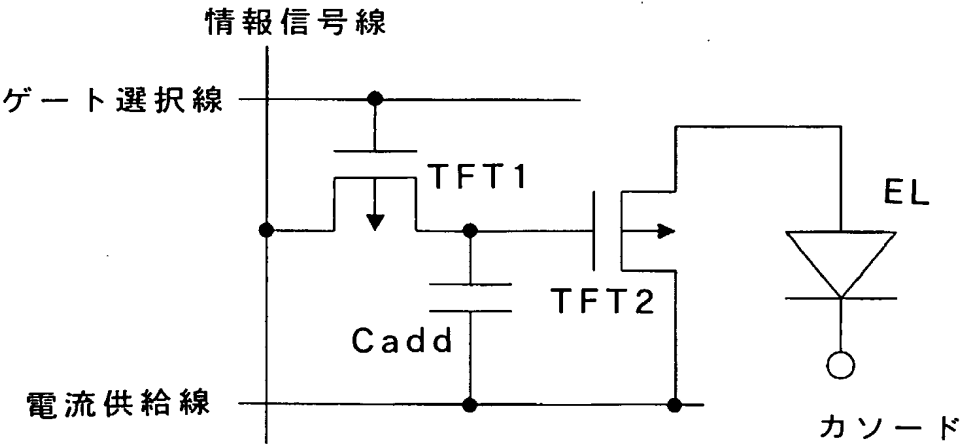 情報信号線
ゲート選択線
TFT1
EL
TFT2
Cadd
電流供給線
カソード